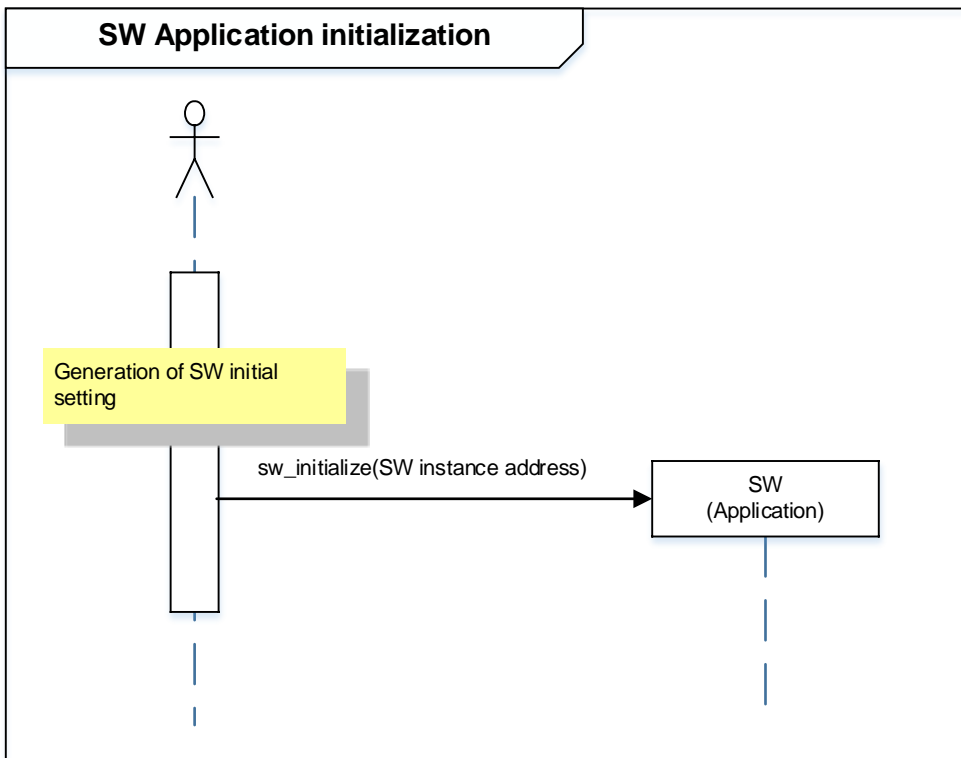 SW Application initialization
Generation of SW initial
setting
sw_initialize(SW instance address)
SW
(Application)